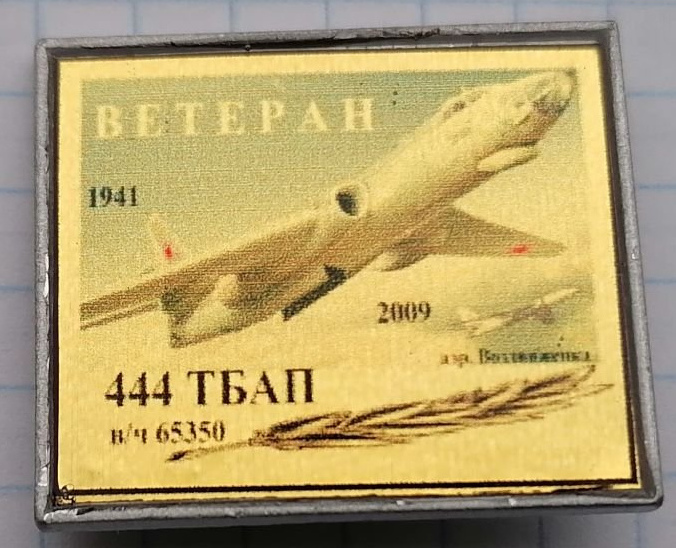 ВЕТЕРАН
1941
2009
аэр. Воздвиженка
444 ТБАП
в/ч 65350